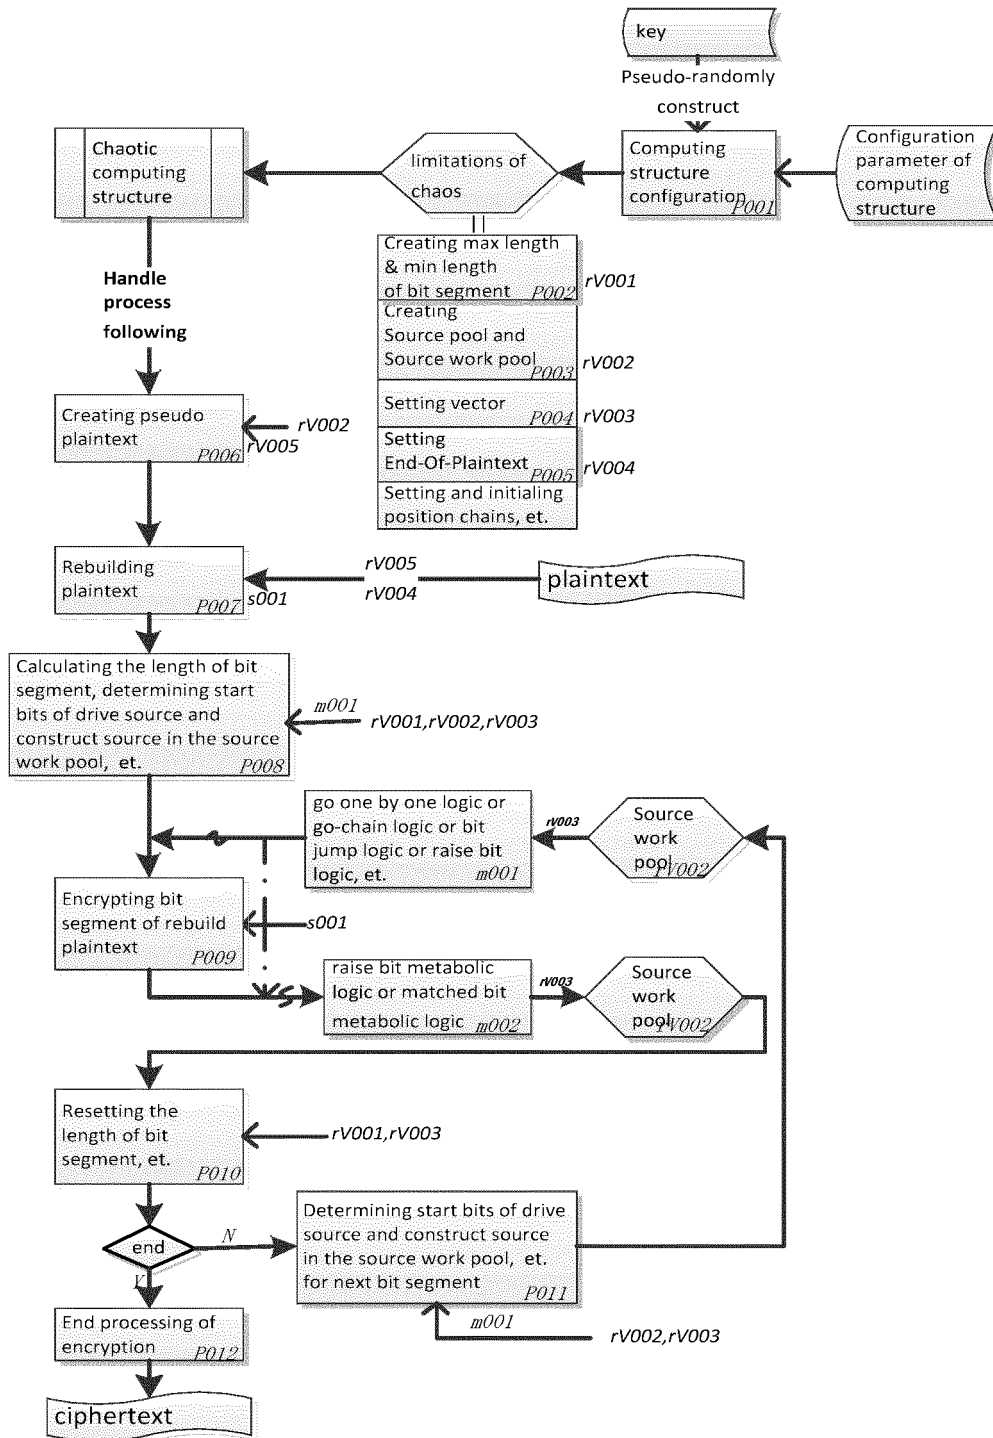 key
Pseudo-randomly
construct
Chaotic
computing
structure
limitations of
chaos
Computing
structure
configuration
P001
Configuration
parameter of
computing
structure
Creating max length
& min length
of bit segment P002
rV001
Creating
Source pool and
Source work pool
P003
rV002
Setting vector P004
rV003
Setting
End-Of-Plaintext
P005
rV004
Setting and initialing
position chains, et.
Handle
process
following
Creating pseudo
plaintext
P006
rV002
rV005
Rebuilding
plaintext
P007
s001
rV005
rV004
plaintext
Calculating the length of bit
segment, determining start
bits of drive source and
construct source in the source
work pool, et.
P008
m001
rV001,rV002,rV003
go one by one logic or
go-chain logic or bit
jump logic or raise bit
logic, et. m001
rV003
Source
work
pool
rV002
Encrypting bit
segment of rebuild
plaintext
P009
s001
raise bit metabolic
logic or matched bit
metabolic logic m002
rV003
Source
work
pool
rV002
Resetting the
length of bit
segment, et.
P010
rV001,rV003
end
N
Y
Determining start bits of drive
source and construct source
in the source work pool, et.
for next bit segment
P011
m001
rV002,rV003
End processing of
encryption P012
ciphertext